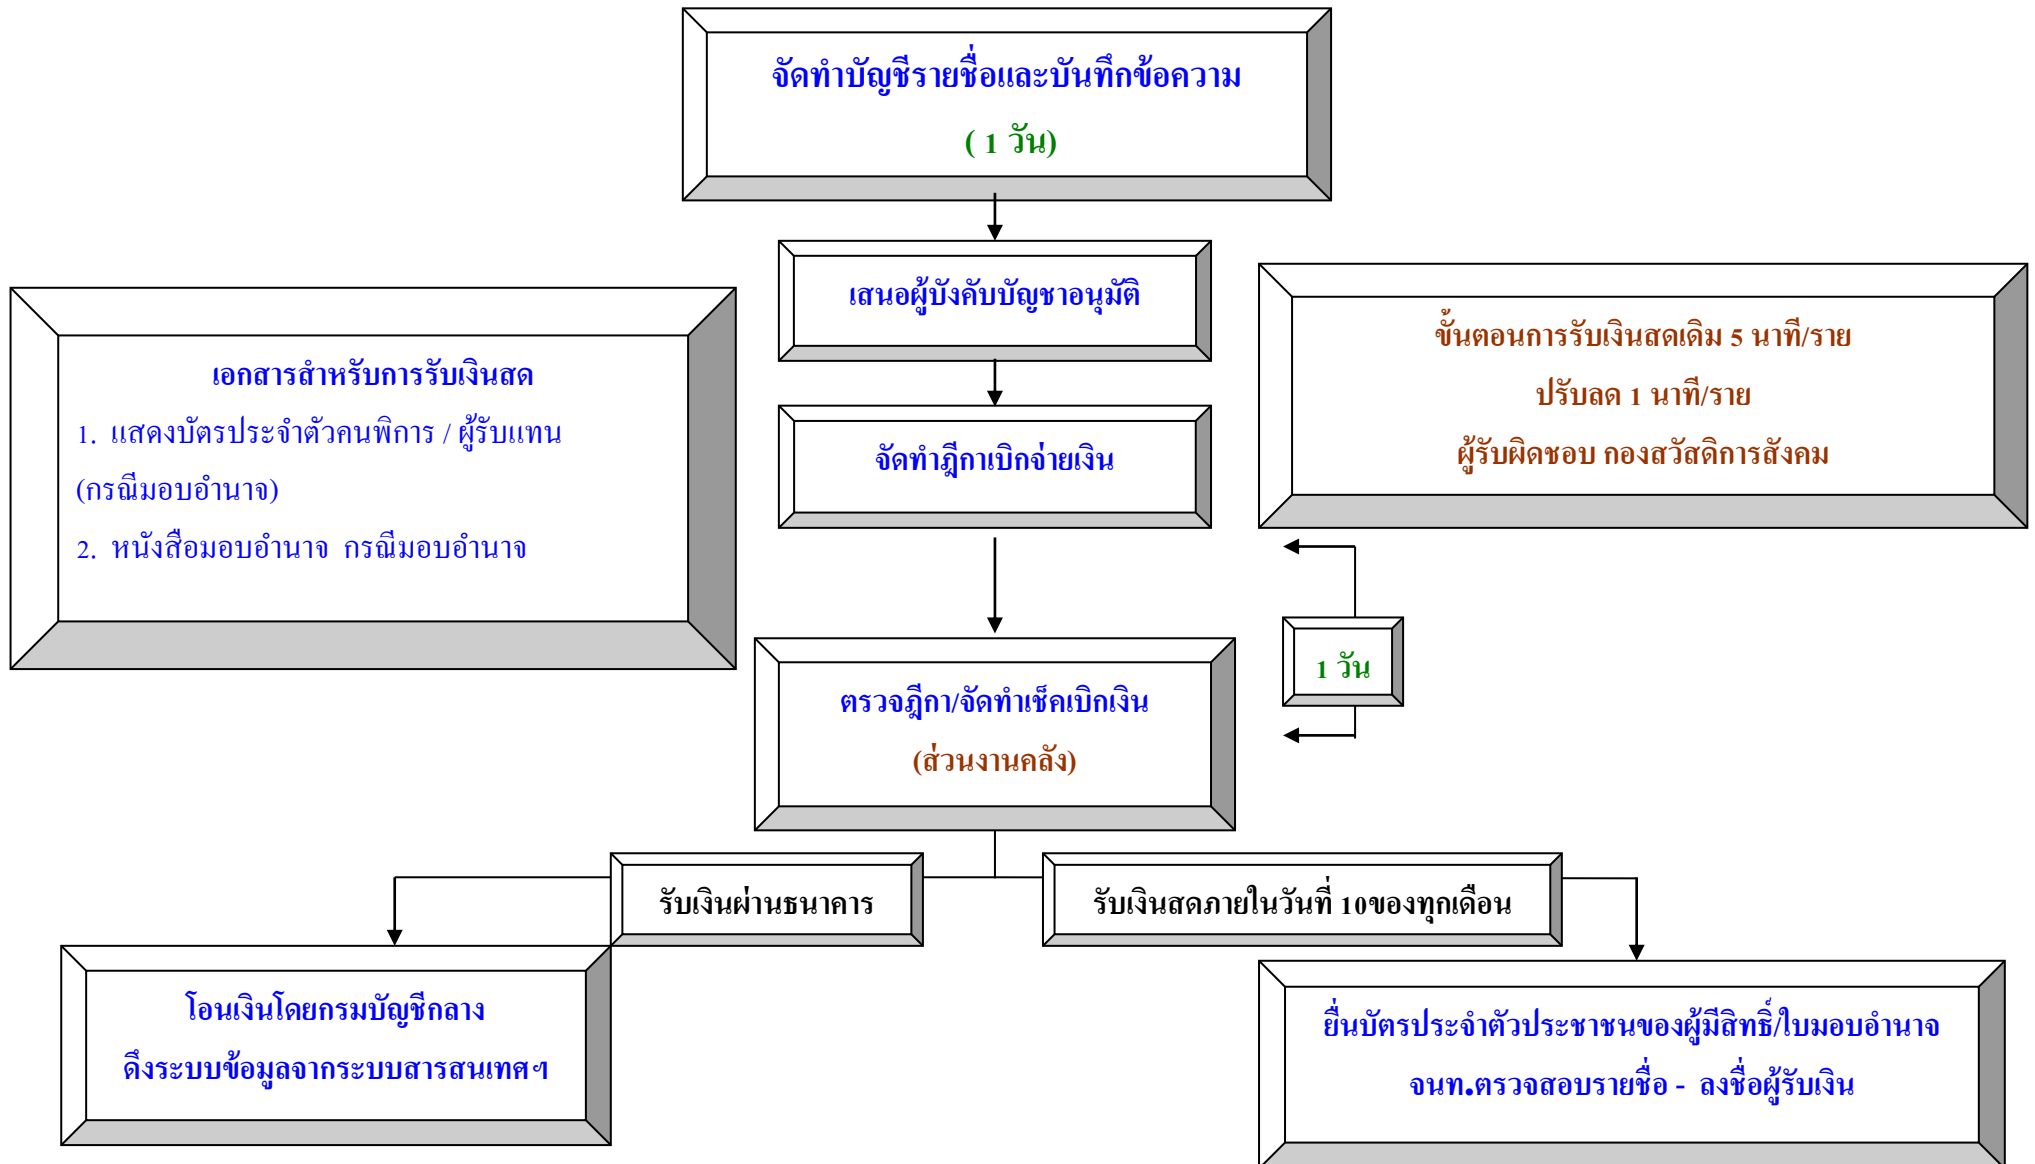 จัดทำบัญชีรายชื่อและบันทึกข้อความ
( 1 วัน)
เสนอผู้บังคับบัญชาอนุมัติ
เอกสารสำหรับการรับเงินสด
1. แสดงบัตรประจำตัวคนพิการ / ผู้รับแทน
(กรณีมอบอำนาจ)
2. หนังสือมอบอำนาจ กรณีมอบอำนาจ
ขั้นตอนการรับเงินสดเดิม 5 นาที/ราย
ปรับลด 1 นาที/ราย
ผู้รับผิดชอบ กองสวัสดิการสังคม
จัดทำฎีกาเบิกจ่ายเงิน
1 วัน
ตรวจฎีกา/จัดทำเช็คเบิกเงิน
(ส่วนงานคลัง)
รับเงินผ่านธนาคาร
รับเงินสดภายในวันที่ 10ของทุกเดือน
โอนเงินโดยกรมบัญชีกลาง
ดึงระบบข้อมูลจากระบบสารสนเทศฯ
ยื่นบัตรประจำตัวประชาชนของผู้มีสิทธิ์/ใบมอบอำนาจ
จนท.ตรวจสอบรายชื่อ - ลงชื่อผู้รับเงิน